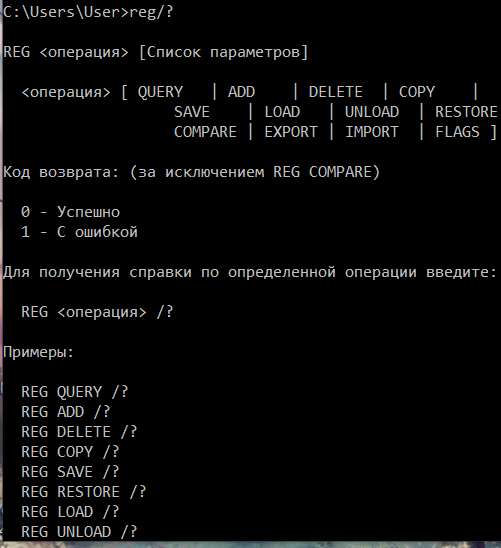 C:\Users\User>reg/?
REG <операция> [Список параметров]
<операция> [ QUERY | ADD | DELETE | COPY |
SAVE | LOAD | UNLOAD | RESTORE
COMPARE | EXPORT | IMPORT | FLAGS ]
Код возврата: (за исключением REG COMPARE)
0 - Успешно
1 - С ошибкой
Для получения справки по определенной операции введите:
REG <операция> /?
Примеры:
REG QUERY /?
REG ADD /?
REG DELETE /?
REG COPY /?
REG SAVE /?
REG RESTORE /?
REG LOAD /?
REG UNLOAD /?